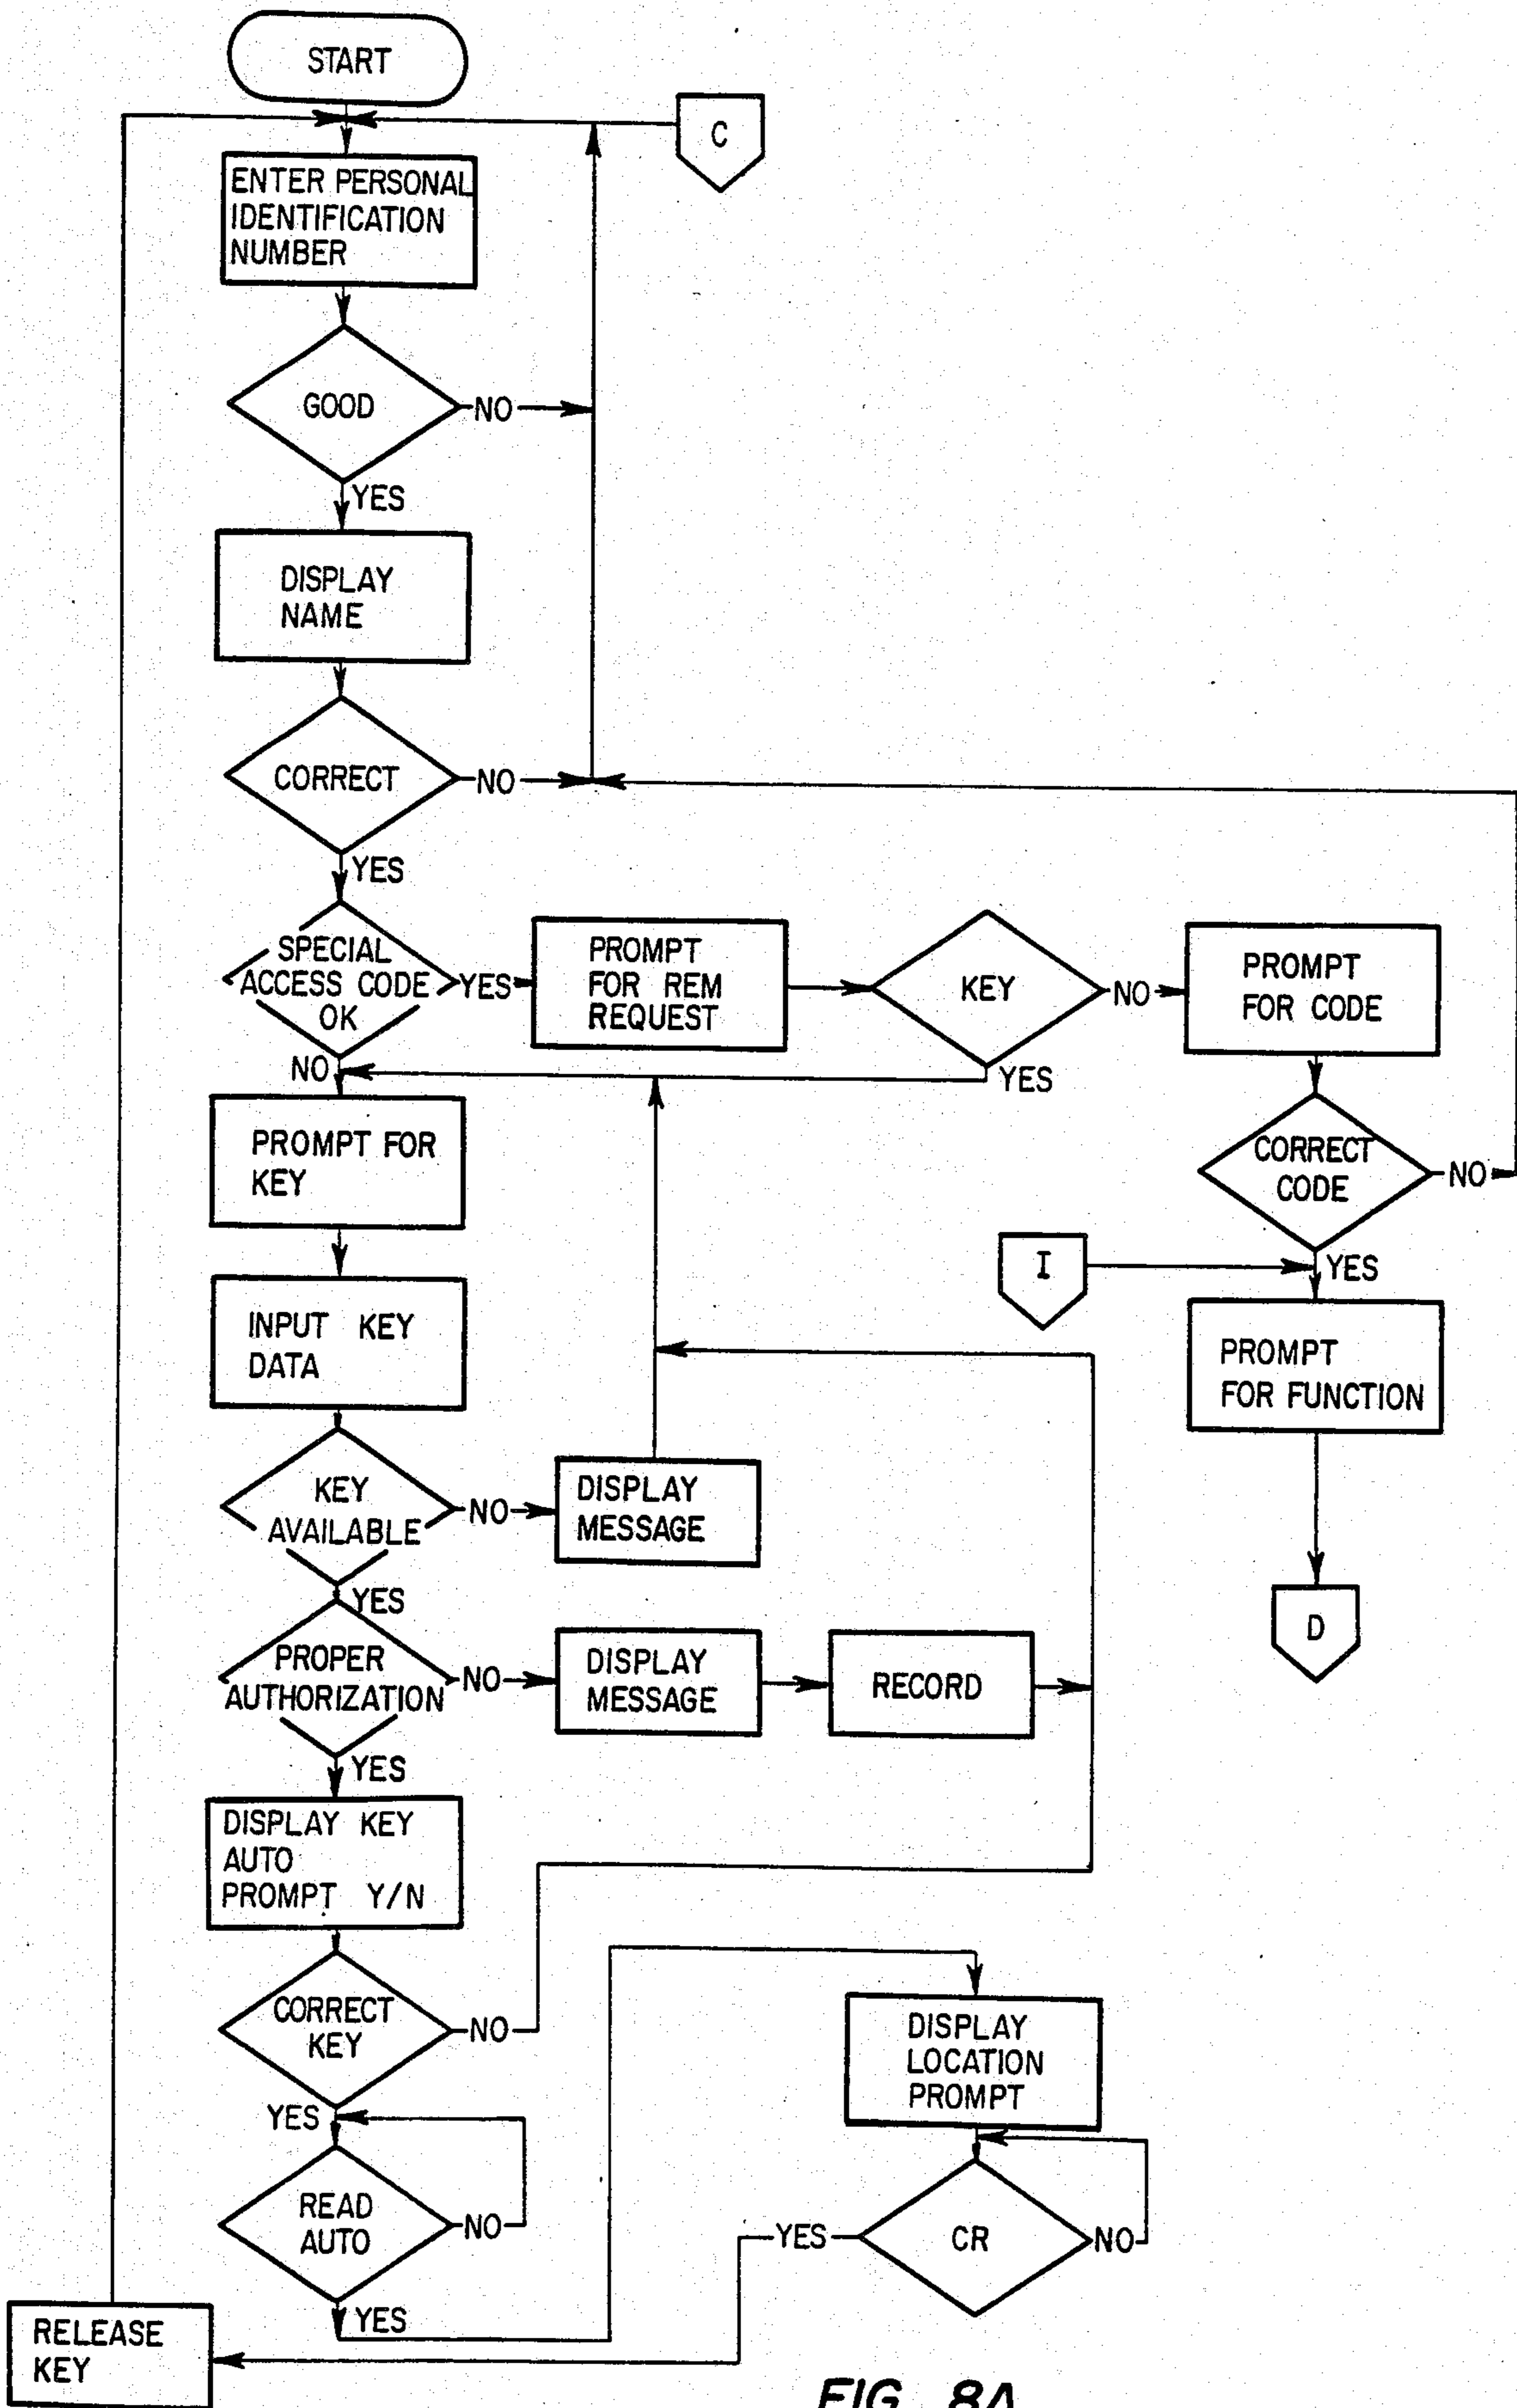 START
C
ENTER PERSONAL
IDENTIFICATION
NUMBER
GOOD
NO
YES
DISPLAY
NAME
CORRECT
NO
YES
SPECIAL
ACCESS CODE
OK
YES
PROMPT
FOR REM
REQUEST
KEY
NO
PROMPT
FOR CODE
NO
YES
PROMPT FOR
KEY
CORRECT
CODE
NO
I
YES
INPUT KEY
DATA
PROMPT
FOR FUNCTION
KEY
AVAILABLE
NO
DISPLAY
MESSAGE
YES
D
PROPER
AUTHORIZATION
NO
DISPLAY
MESSAGE
RECORD
YES
DISPLAY KEY
AUTO
PROMPT Y/N
CORRECT
KEY
NO
DISPLAY
LOCATION
PROMPT
YES
READ
AUTO
NO
YES
CR
NO
YES
RELEASE
KEY
FIG. 8A